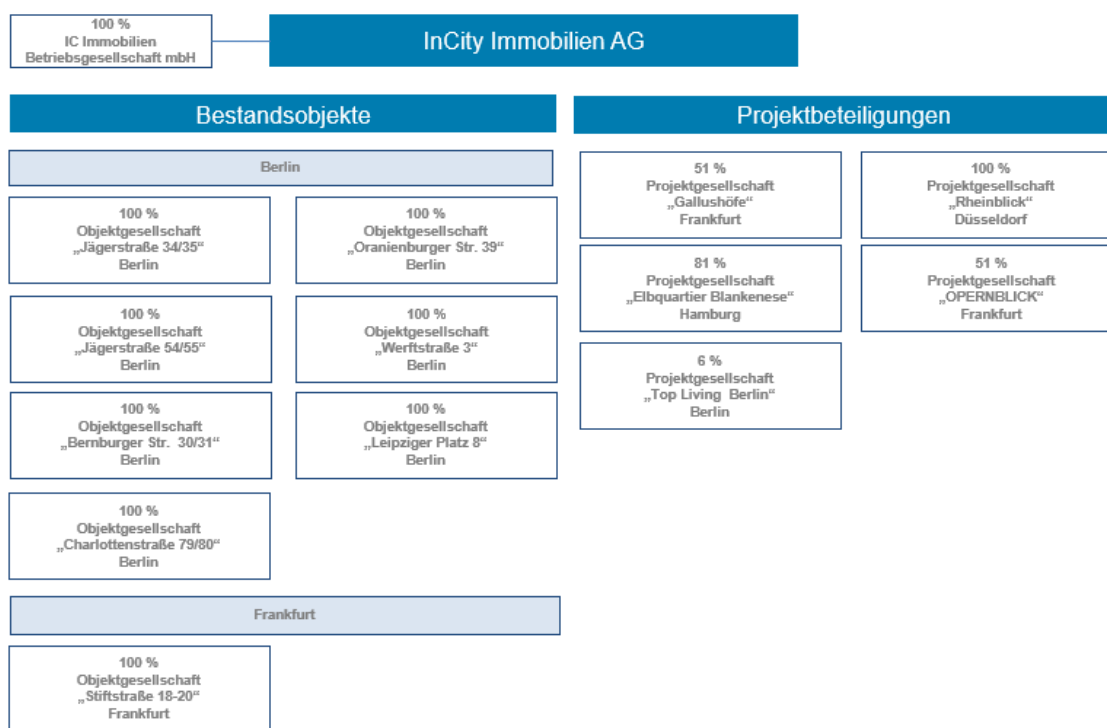 100 %
IC Immobilien
Betriebsgesellschaft mbH
InCity Immobilien AG
Bestandsobjekte
Berlin
100 %
Objektgesellschaft
„Jägerstraße 34/35“
Berlin
100 %
Objektgesellschaft
„Oranienburger Str. 39“
Berlin
100 %
Objektgesellschaft
„Jägerstraße 54/55“
Berlin
100 %
Objektgesellschaft
„Werftstraße 3“
Berlin
100 %
Objektgesellschaft
„Bernburger Str. 30/31“
Berlin
100 %
Objektgesellschaft
„Leipziger Platz 8“
Berlin
100 %
Objektgesellschaft
„Charlottenstraße 79/80“
Berlin
Frankfurt
100 %
Objektgesellschaft
„Stiftstraße 18-20“
Frankfurt
Projektbeteiligungen
51 %
Projektgesellschaft
„Gallushöfe“
Frankfurt
100 %
Projektgesellschaft
„Rheinblick“
Düsseldorf
81 %
Projektgesellschaft
„Elbquartier Blankenese“
Hamburg
51 %
Projektgesellschaft
„OPERNBLICK“
Frankfurt
6 %
Projektgesellschaft
„Top Living Berlin“
Berlin